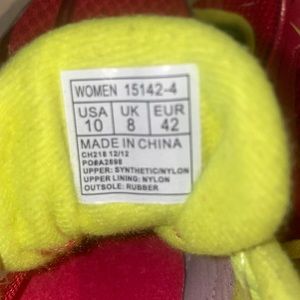 WOMEN 15142-4
USA UK EUR
10 8 42
MADE IN CHINA
CH218 12/12
PO#A2898
UPPER: SYNTHETIC/NYLON
UPPER LINING: NYLON
OUTSOLE: RUBBER